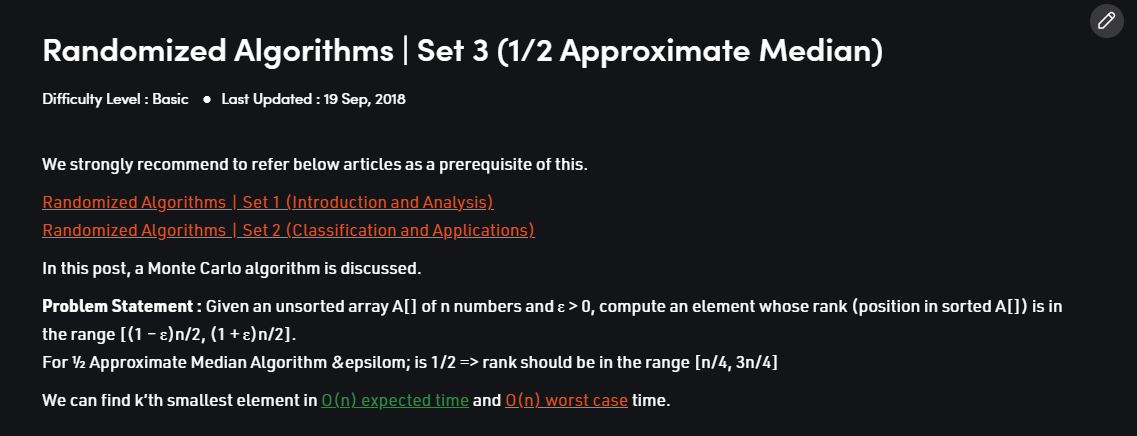 Randomized Algorithms | Set 3 (1/2 Approximate Median)
Difficulty Level : Basic ● Last Updated : 19 Sep, 2018
We strongly recommend to refer below articles as a prerequisite of this.
Randomized Algorithms | Set 1 (Introduction and Analysis)
Randomized Algorithms | Set 2 (Classification and Applications)
In this post, a Monte Carlo algorithm is discussed.
Problem Statement : Given an unsorted array A[] of n numbers and ε > 0, compute an element whose rank (position in sorted A[]) is in
the range [(1 – ε)n/2, (1 + ε)n/2].
For ½ Approximate Median Algorithm &epsilom; is 1/2 => rank should be in the range [n/4, 3n/4]
We can find k’th smallest element in O(n) expected time and O(n) worst case time.